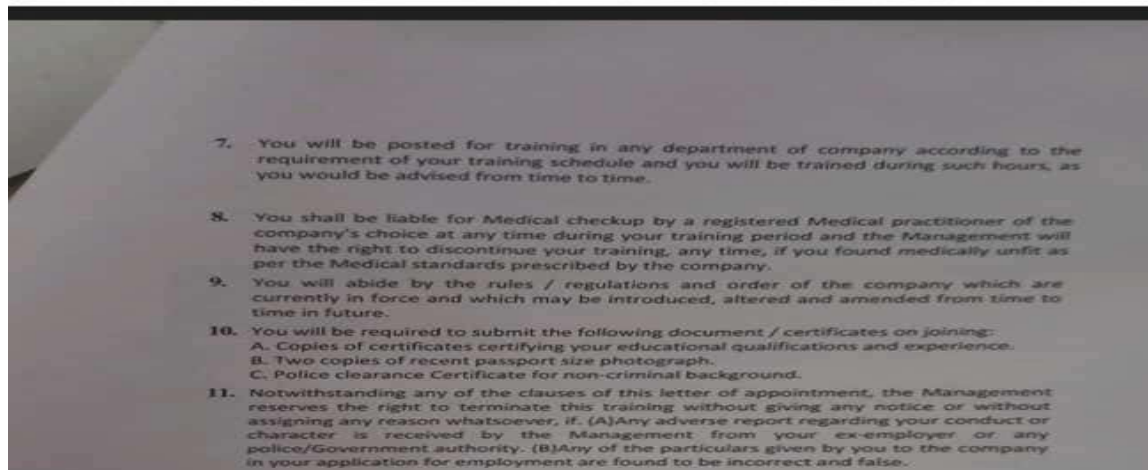 7. You will be posted for training in any department of company according to the
requirement of your training schedule and you will be trained during such hours, as
you would be advised from time to time.
8. You shall be liable for Medical checkup by a registered Medical practitioner of the
company's choice at any time during your training period and the Management will
have the right to discontinue your training, any time, if you found medically unfit as
per the Medical standards prescribed by the company.
9. You will abide by the rules / regulations and order of the company which are
currently in force and which may be introduced, altered and amended from time to
time in future.
10. You will be required to submit the following document / certificates on joining:
A. Copies of certificates certifying your educational qualifications and experience.
B. Two copies of recent passport size photograph.
C. Police clearance Certificate for non-criminal background.
11. Notwithstanding any of the clauses of this letter of appointment, the Management
reserves the right to terminate this training without giving any notice or without
assigning any reason whatsoever, if. (A)Any adverse report regarding your conduct or
character is received by the Management from your ex-employer or any
police/Government authority. (B)Any of the particulars given by you to the company
in your application for employment are found to be incorrect and false.